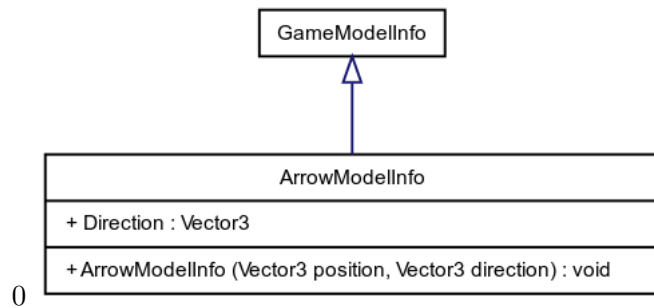 GameModelInfo
ArrowModelInfo
+ Direction : Vector3
+ ArrowModelInfo (Vector3 position, Vector3 direction) : void
0